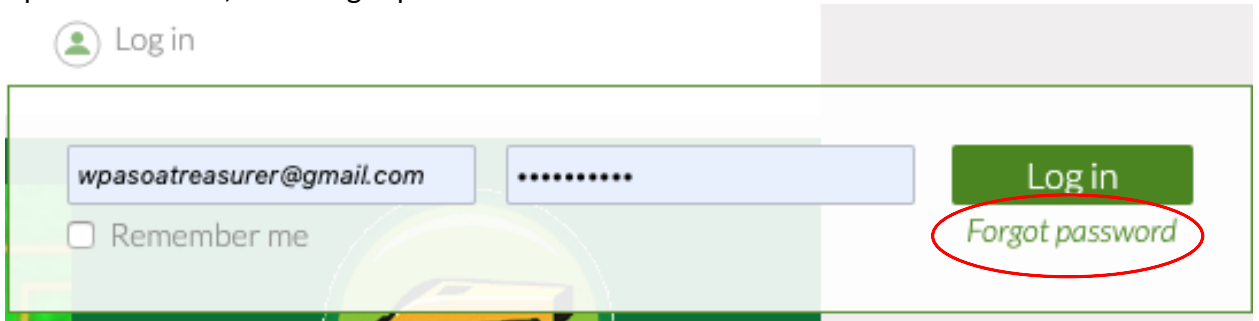 Log in
wpasoatreasurer@gmail.com •••••••••• Log in
Remember me Forgot password